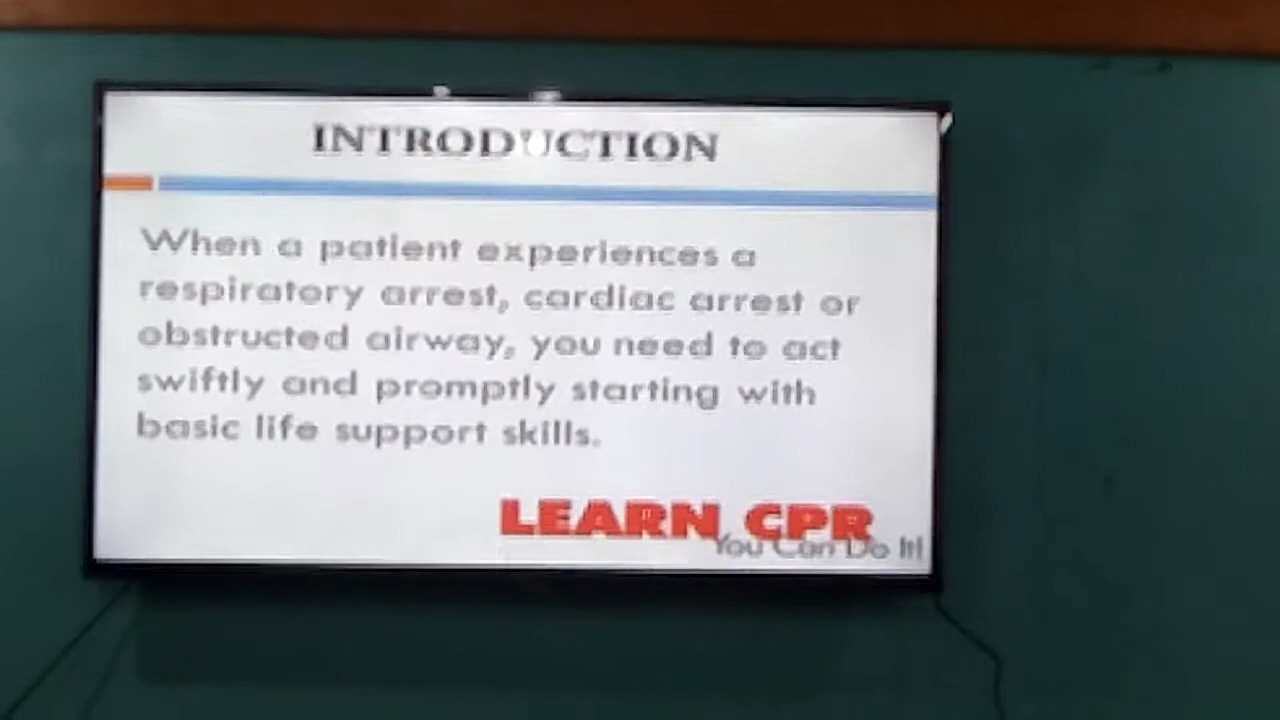 INTRODUCTION
When a patient experiences a
respiratory arrest, cardiac arrest or
obstructed airway, you need to act
swiftly and promptly starting with
basic life support skills.
LEARN CPR
You Can Do It!